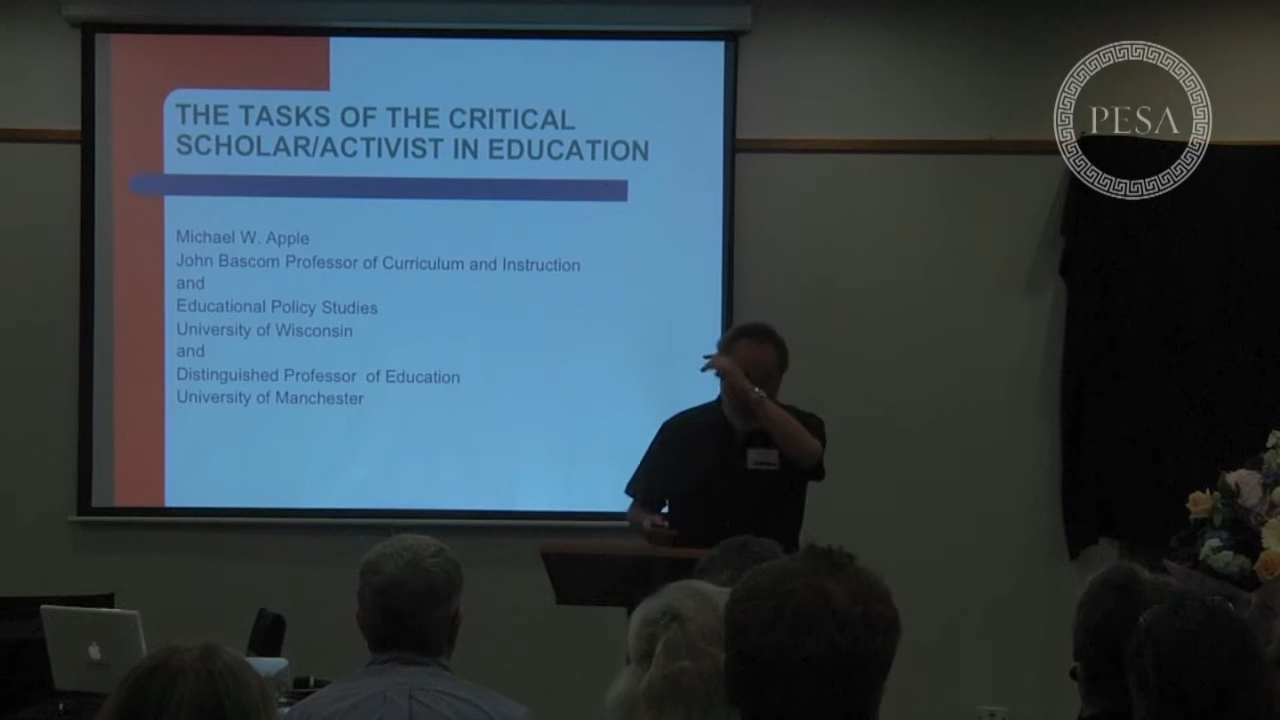 THE TASKS OF THE CRITICAL
SCHOLAR/ACTIVIST IN EDUCATION
Michael W. Apple
John Bascom Professor of Curriculum and Instruction
and
Educational Policy Studies
University of Wisconsin
and
Distinguished Professor of Education
University of Manchester
PESA